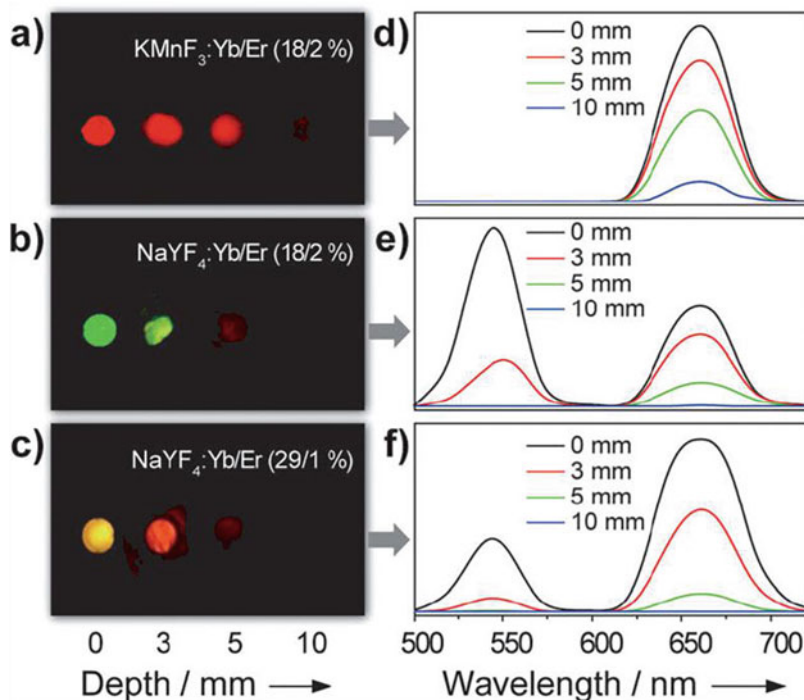 a)
KMnF₃:Yb/Er (18/2 %)
d)
0 mm
3 mm
5 mm
10 mm
b)
NaYF₄:Yb/Er (18/2 %)
e)
0 mm
3 mm
5 mm
10 mm
c)
NaYF₄:Yb/Er (29/1 %)
f)
0 mm
3 mm
5 mm
10 mm
0 3 5 10
Depth / mm
500 550 600 650 700
Wavelength / nm